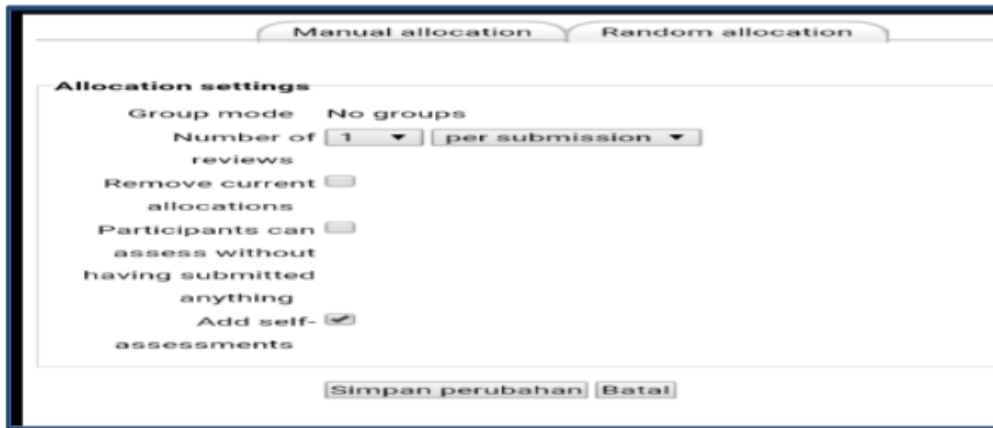 Manual allocation Random allocation
Allocation settings
Group mode No groups
Number of 1 per submission
reviews
Remove current
allocations
Participants can
assess without
having submitted
anything
Add self-
assessments
Simpan perubahan Batal